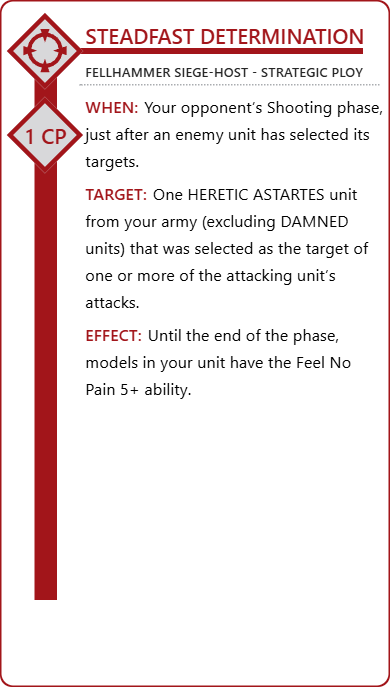 STEADFAST DETERMINATION
FELLHAMMER SIEGE-HOST - STRATEGIC PLOY
1 CP
WHEN: Your opponent’s Shooting phase,
just after an enemy unit has selected its
targets.
TARGET: One HERETIC ASTARTES unit
from your army (excluding DAMNED
units) that was selected as the target of
one or more of the attacking unit’s
attacks.
EFFECT: Until the end of the phase,
models in your unit have the Feel No
Pain 5+ ability.